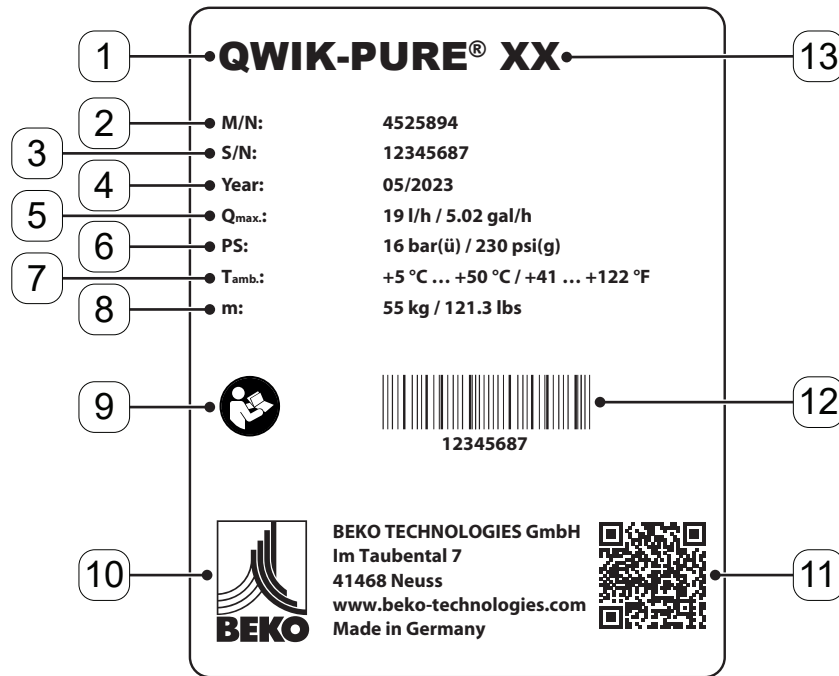 1 QWIK-PURE® XX 13
2 M/N: 4525894
3 S/N: 12345687
4 Year: 05/2023
5 Qmax.: 19 l/h / 5.02 gal/h
6 PS: 16 bar(ü) / 230 psi(g)
7 Tamb.: +5 °C … +50 °C / +41 … +122 °F
8 m: 55 kg / 121.3 lbs
9 12
12345687
BEKO TECHNOLOGIES GmbH
Im Taubental 7
10 41468 Neuss 11
www.beko-technologies.com
BEKO Made in Germany